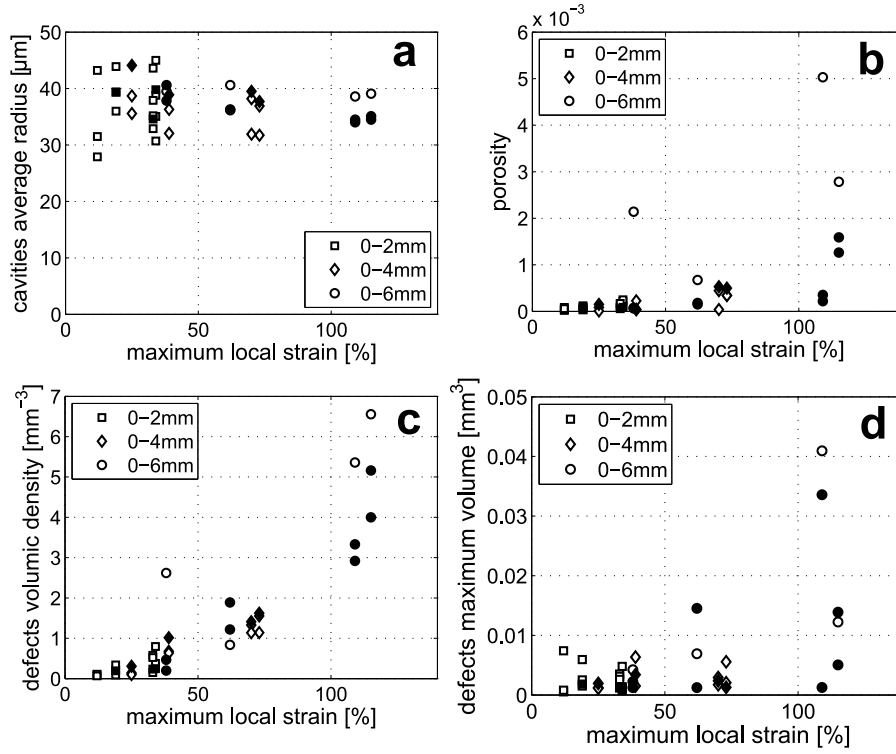 a
cavities average radius [µm]
50
40
30
20
10
0
0−2mm
0−4mm
0−6mm
0
50
100
maximum local strain [%]
b
x 10⁻³
porosity
6
5
4
3
2
1
0
0−2mm
0−4mm
0−6mm
0
50
100
maximum local strain [%]
c
defects volumic density [mm⁻³]
7
6
5
4
3
2
1
0
0−2mm
0−4mm
0−6mm
0
50
100
maximum local strain [%]
d
defects maximum volume [mm³]
0.05
0.04
0.03
0.02
0.01
0
0−2mm
0−4mm
0−6mm
0
50
100
maximum local strain [%]